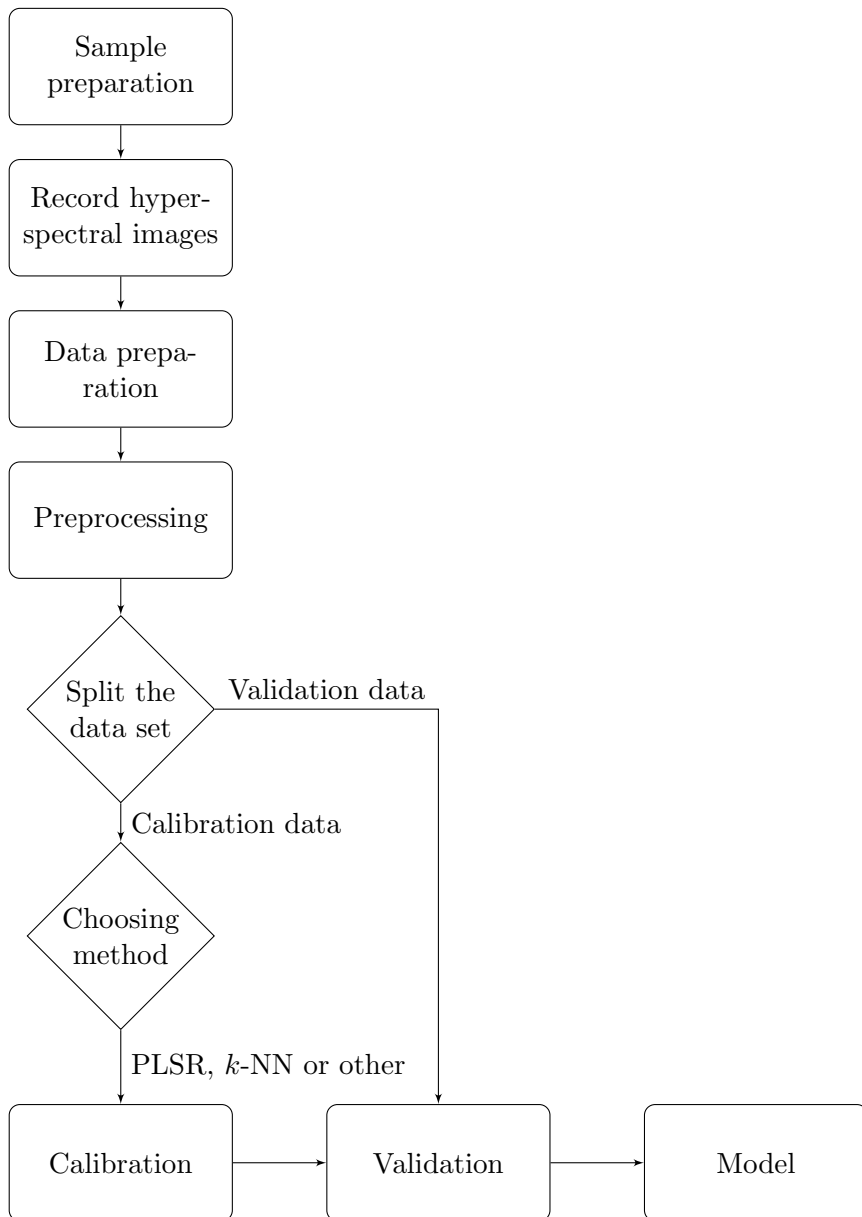 Sample
preparation
Record hyper-
spectral images
Data prepa-
ration
Preprocessing
Split the
data set
Validation data
Calibration data
Choosing
method
PLSR, k-NN or other
Calibration
Validation
Model